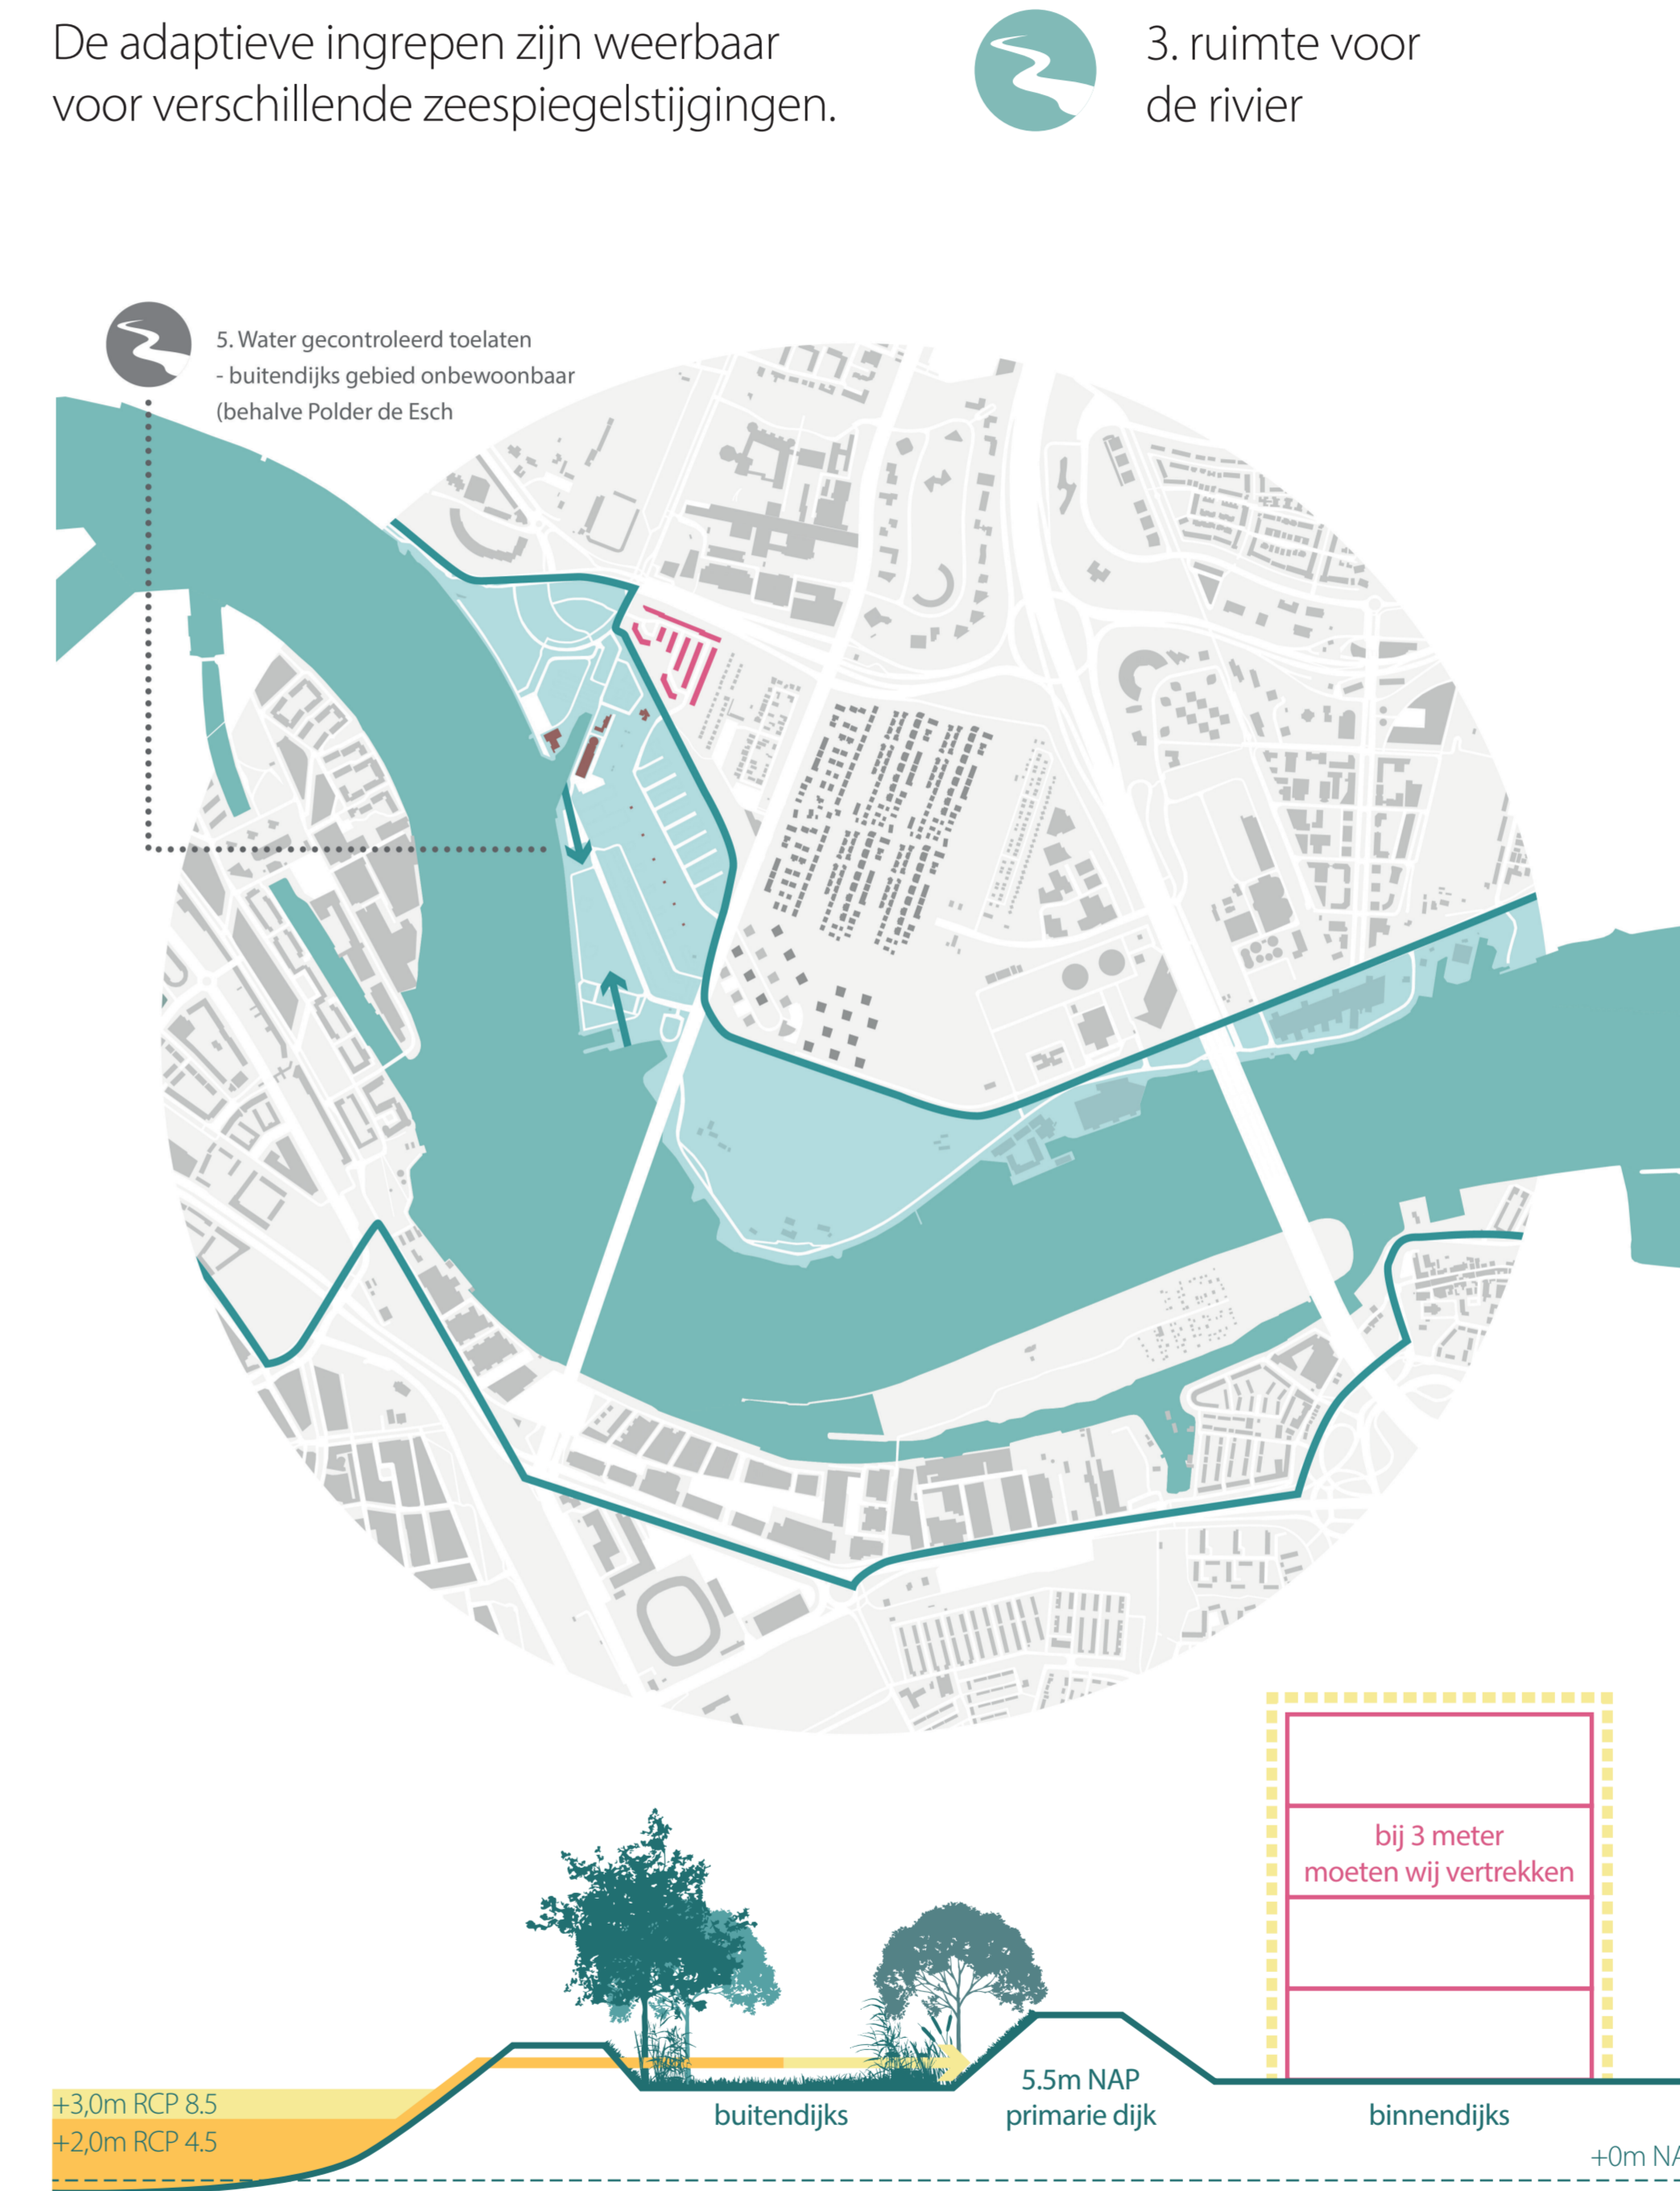 De adaptieve ingrepen zijn weerbaar
voor verschillende zeespiegelstijgingen.
3. ruimte voor
de rivier
5. Water gecontroleerd toelaten
- buitendijks gebied onbewoonbaar
(behalve Polder de Esch
bij 3 meter
moeten wij vertrekken
+3,0m RCP 8.5
+2,0m RCP 4.5
buitendijks
5.5m NAP
primarie dijk
binnendijks
+0m NA